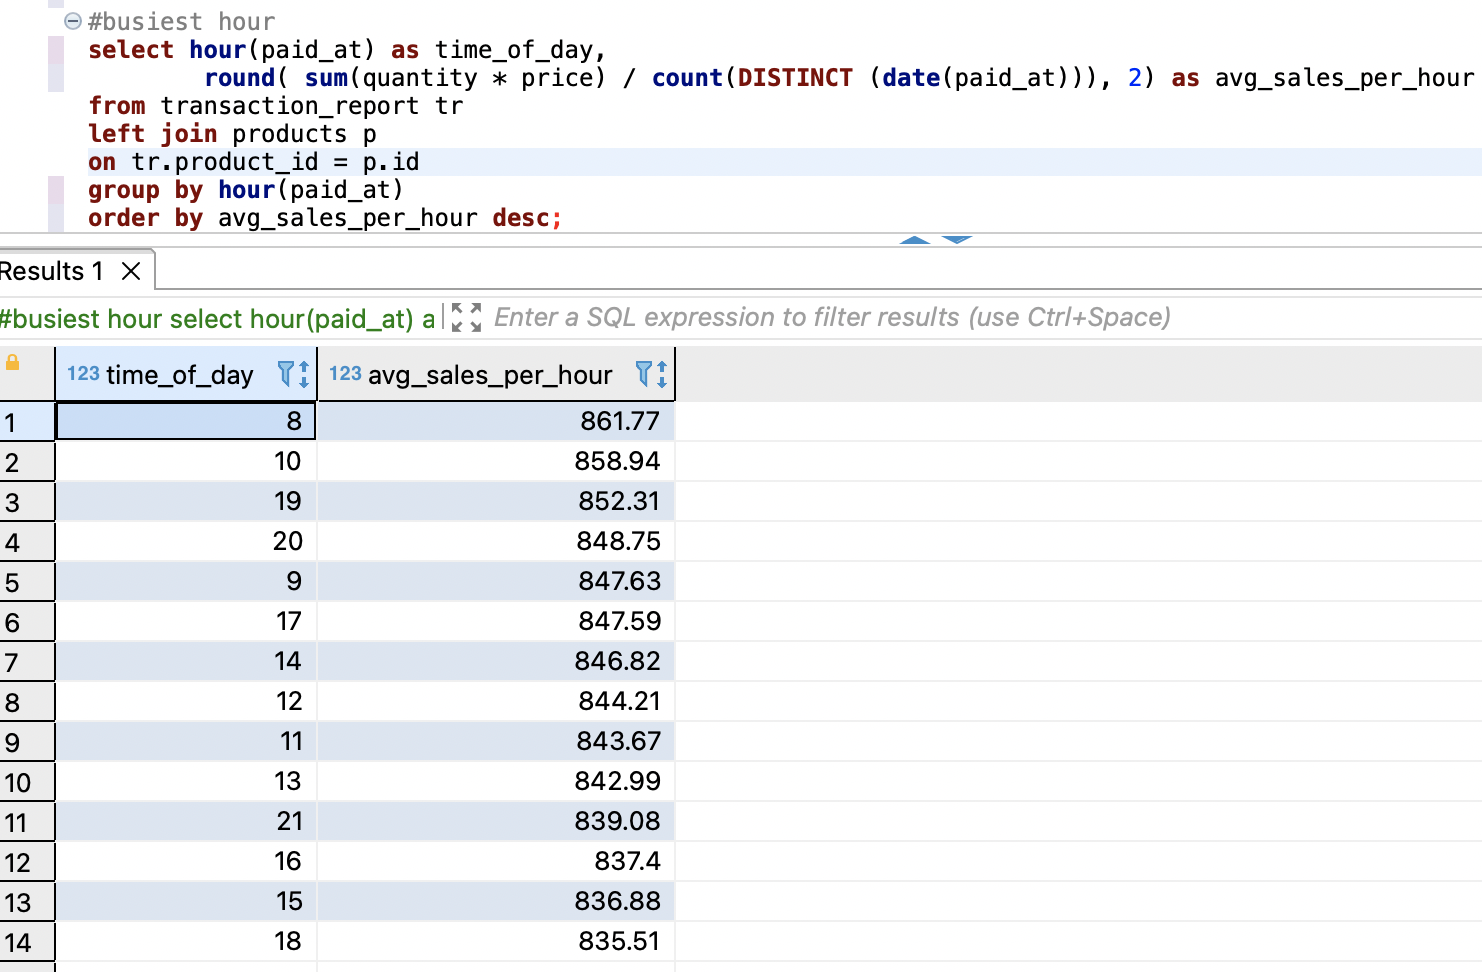 #busiest hour
select hour(paid_at) as time_of_day,
round( sum(quantity * price) / count(DISTINCT (date(paid_at))), 2) as avg_sales_per_hour
from transaction_report tr
left join products p
on tr.product_id = p.id
group by hour(paid_at)
order by avg_sales_per_hour desc;
Results 1
#busiest hour select hour(paid_at) a Enter a SQL expression to filter results (use Ctrl+Space)
123 time_of_day 123 avg_sales_per_hour
1 8 861.77
2 10 858.94
3 19 852.31
4 20 848.75
5 9 847.63
6 17 847.59
7 14 846.82
8 12 844.21
9 11 843.67
10 13 842.99
11 21 839.08
12 16 837.4
13 15 836.88
14 18 835.51